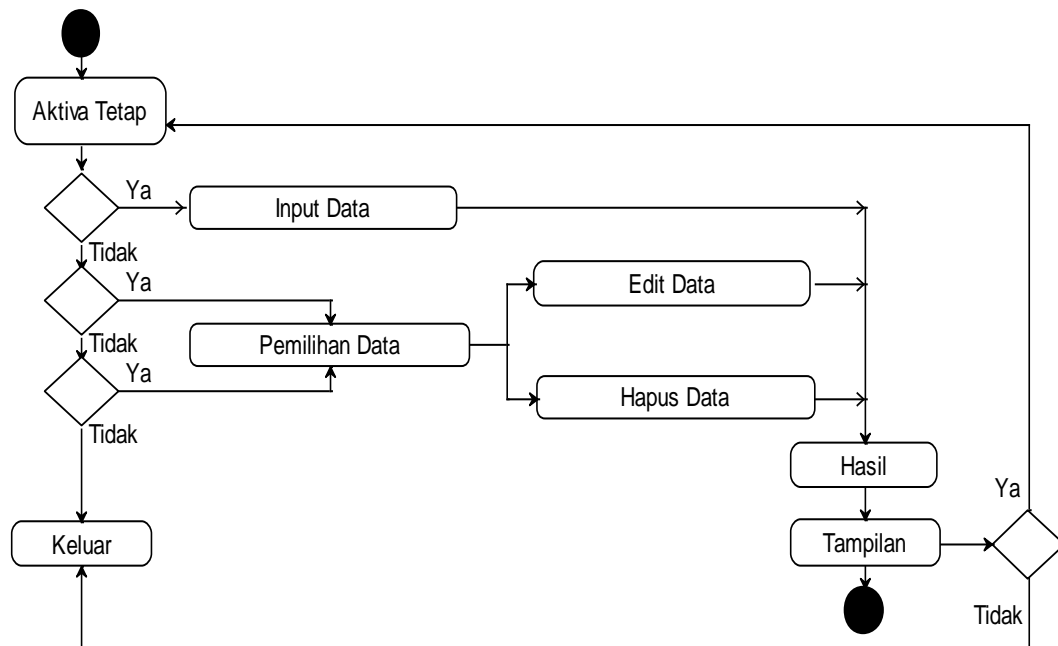 Aktiva Tetap
Ya
Input Data
Tidak
Ya
Edit Data
Tidak
Pemilihan Data
Ya
Hapus Data
Tidak
Hasil
Ya
Keluar
Tampilan
Tidak